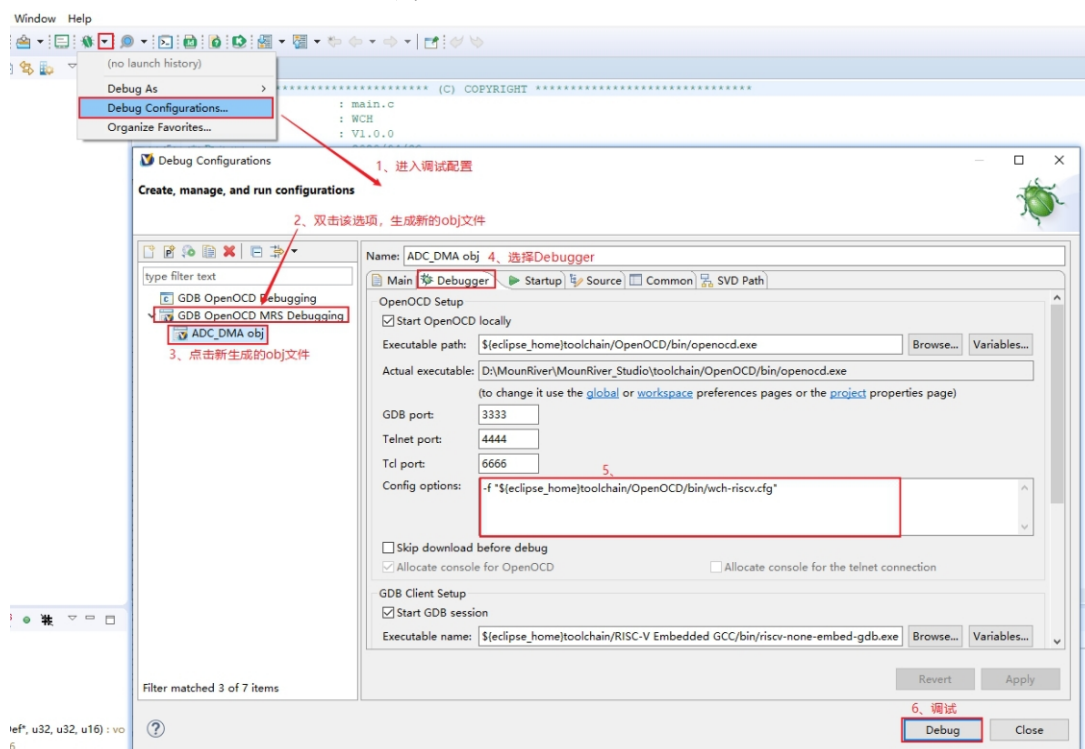 Window Help
(no launch history)
Debug As
Debug Configurations...
Organize Favorites...
(C) COPYRIGHT *******************************
: main.c
: WCH
: V1.0.0
Debug Configurations
1、进入调试配置
Create, manage, and run configurations
2、双击该选项，生成新的obj文件
type filter text
GDB OpenOCD Debugging
GDB OpenOCD MRS Debugging
ADC_DMA obj
3、点击新生成的obj文件
Filter matched 3 of 7 items
Name: ADC_DMA obj 4、选择Debugger
Main Debugger Startup Source Common SVD Path
OpenOCD Setup
Start OpenOCD locally
Executable path: ${eclipse_home}toolchain/OpenOCD/bin/openocd.exe Browse... Variables...
Actual executable: D:\MounRiver\MounRiver_Studio\toolchain/OpenOCD/bin/openocd.exe
(to change it use the global or workspace preferences pages or the project properties page)
GDB port: 3333
Telnet port: 4444
Tcl port: 6666
5、
Config options: -f "${eclipse_home}toolchain/OpenOCD/bin/wch-riscv.cfg"
Skip download before debug
Allocate console for OpenOCD Allocate console for the telnet connection
GDB Client Setup
Start GDB session
Executable name: ${eclipse_home}toolchain/RISC-V Embedded GCC/bin/riscv-none-embed-gdb.exe Browse... Variables...
Revert Apply
6、调试
Debug Close
ef*, u32, u32, u16) : vo